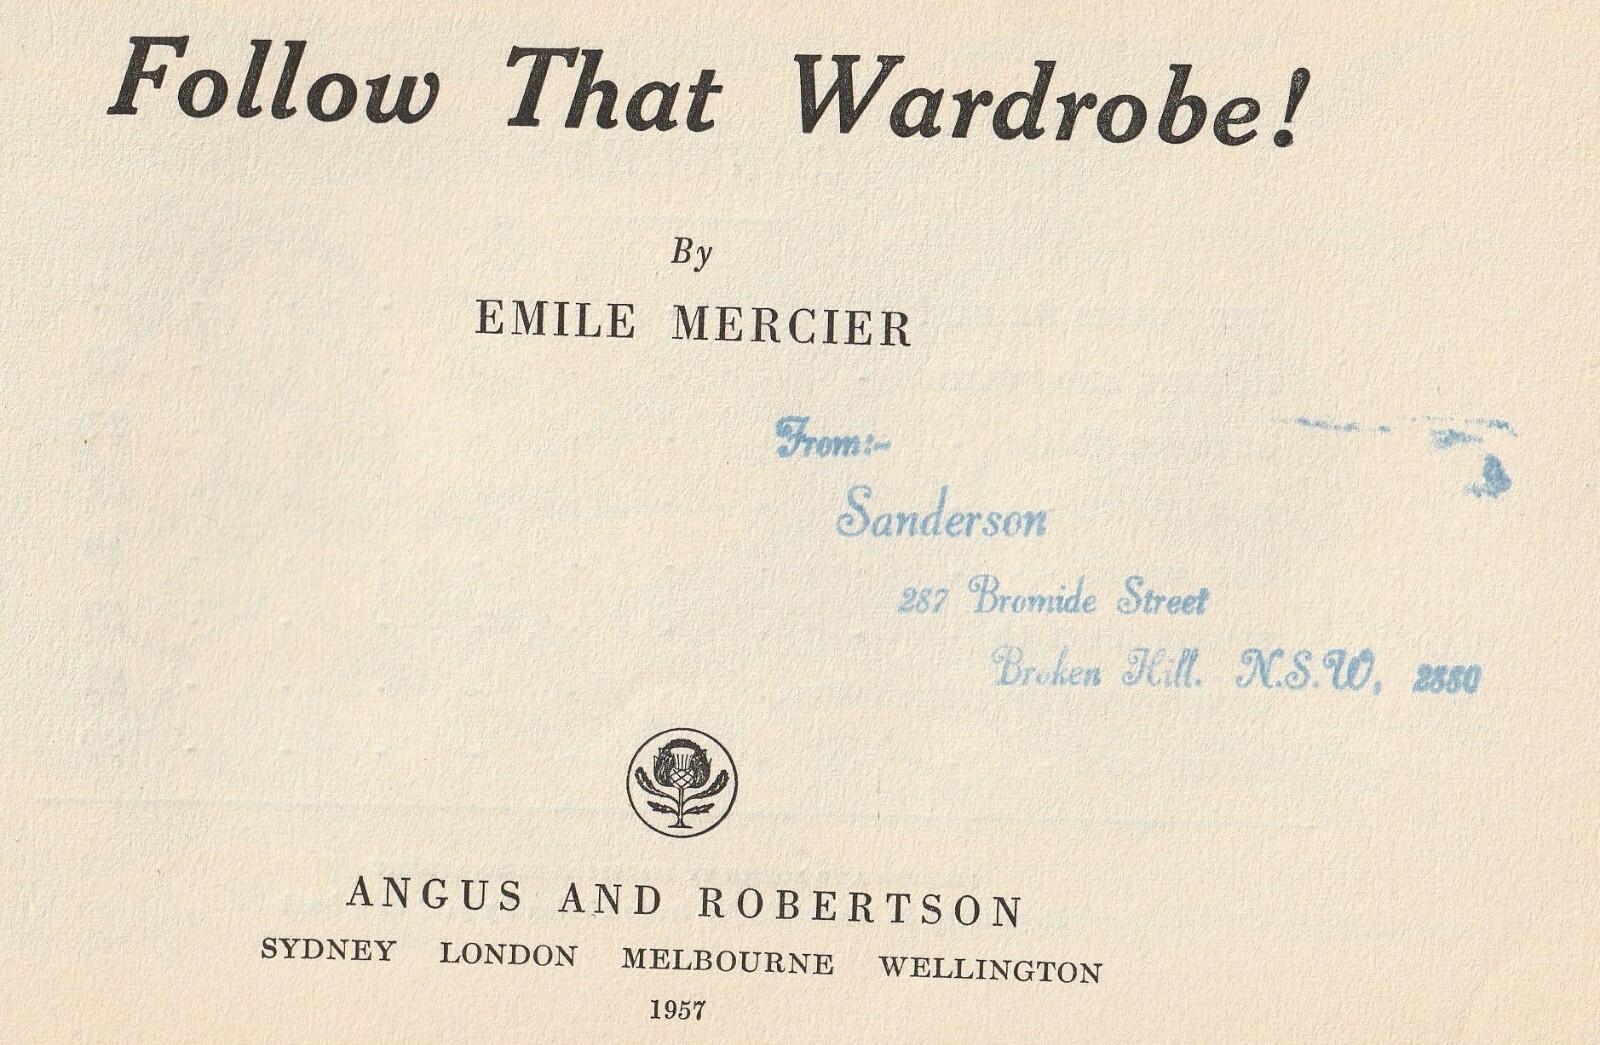 Follow That Wardrobe!
By
EMILE MERCIER
From:-
Sanderson
287 Bromide Street
Broken Hill. N.S.W. 2880
ANGUS AND ROBERTSON
SYDNEY LONDON MELBOURNE WELLINGTON
1957